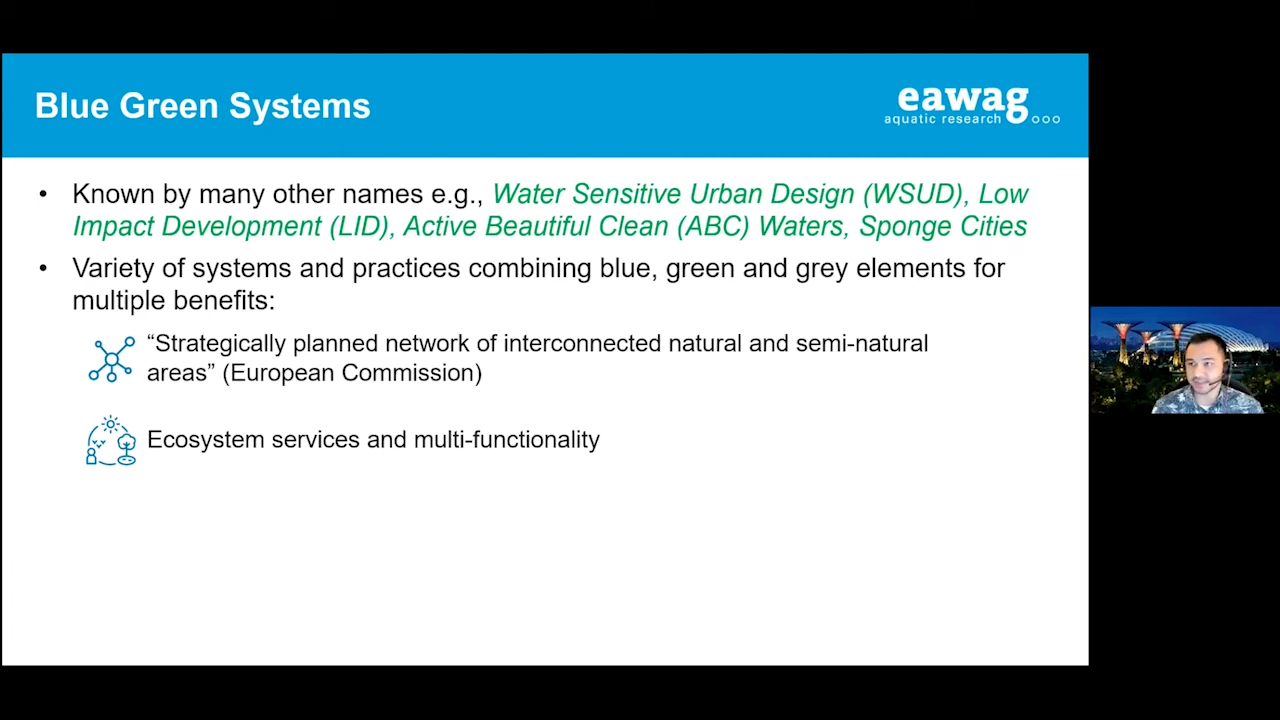 Blue Green Systems
eawag
aquatic research
• Known by many other names e.g., Water Sensitive Urban Design (WSUD), Low
Impact Development (LID), Active Beautiful Clean (ABC) Waters, Sponge Cities
• Variety of systems and practices combining blue, green and grey elements for
multiple benefits:
“Strategically planned network of interconnected natural and semi-natural
areas” (European Commission)
Ecosystem services and multi-functionality